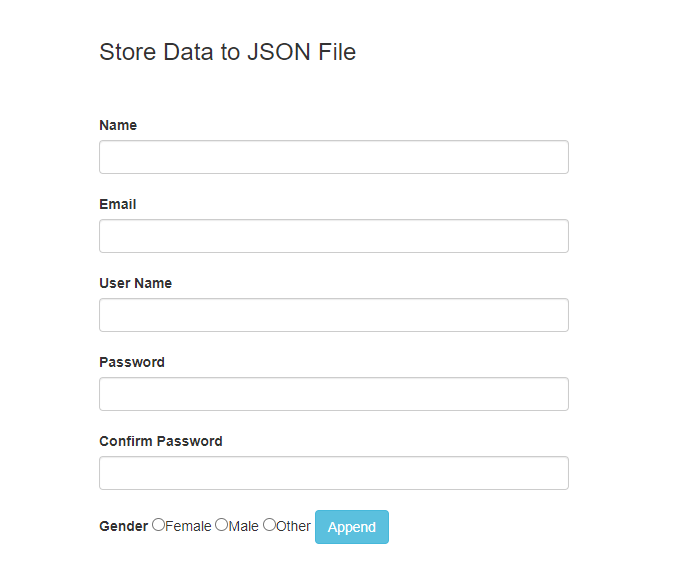 Store Data to JSON File
Name
Email
User Name
Password
Confirm Password
Gender Female Male Other Append